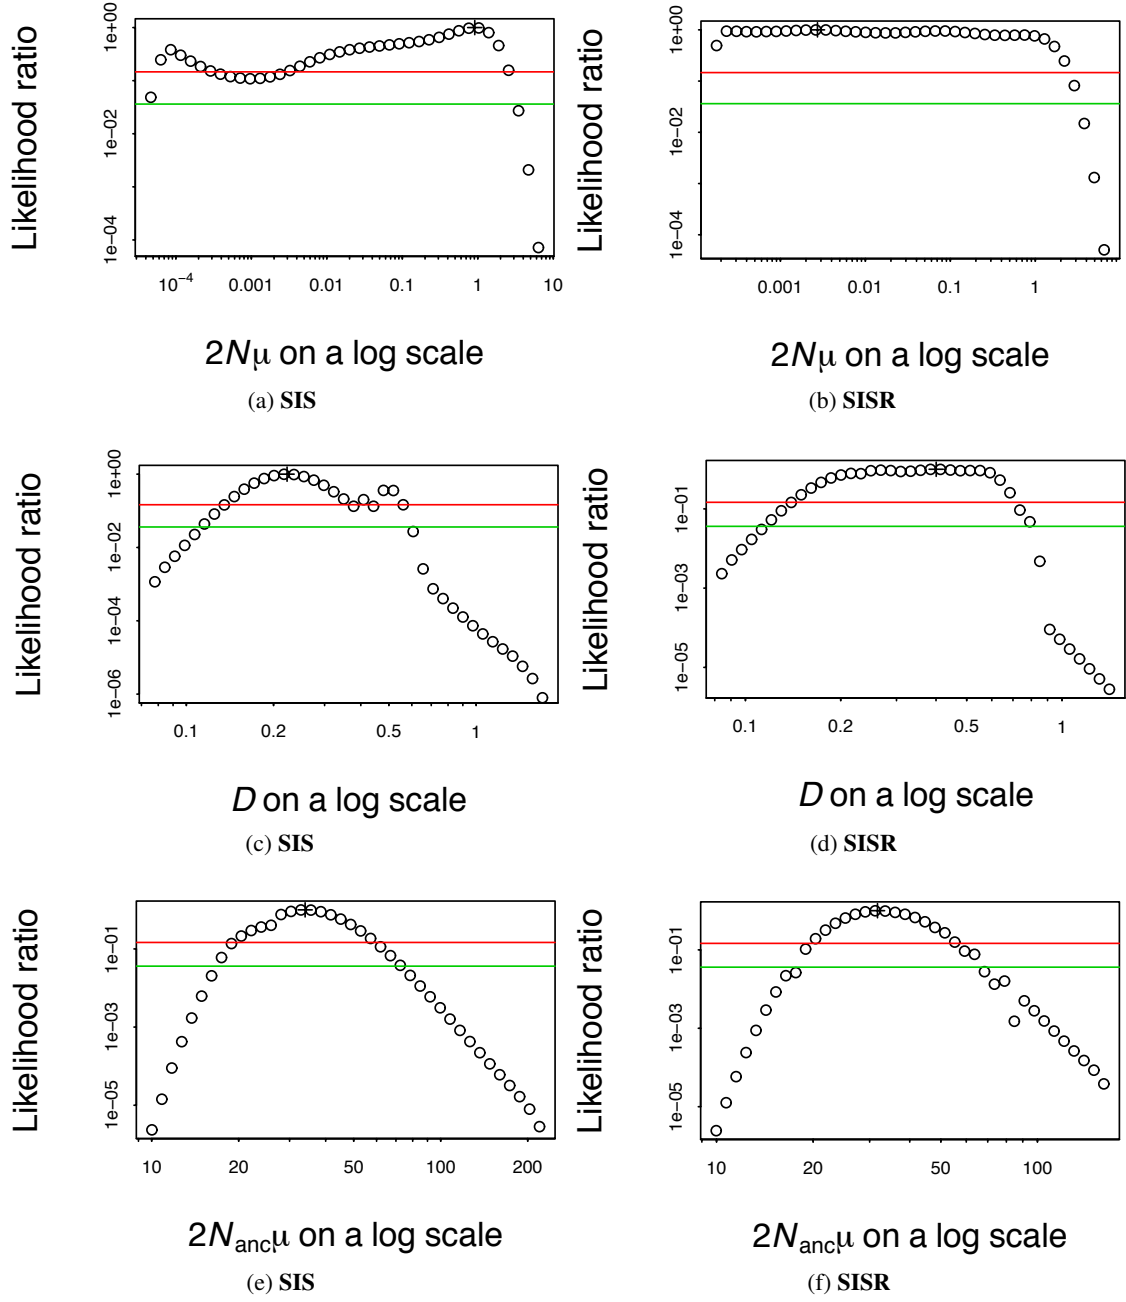 Likelihood ratio
1e+00
1e−02
1e−04
10−4 0.001 0.01 0.1 1 10
2Nμ on a log scale
(a) SIS
Likelihood ratio
1e+00
1e−02
1e−04
0.001 0.01 0.1 1
2Nμ on a log scale
(b) SISR
Likelihood ratio
1e+00
1e−02
1e−04
1e−06
0.1 0.2 0.5 1
D on a log scale
(c) SIS
Likelihood ratio
1e−01
1e−03
1e−05
0.1 0.2 0.5 1
D on a log scale
(d) SISR
Likelihood ratio
1e−01
1e−03
1e−05
10 20 50 100 200
2Nancμ on a log scale
(e) SIS
Likelihood ratio
1e−01
1e−03
1e−05
10 20 50 100
2Nancμ on a log scale
(f) SISR